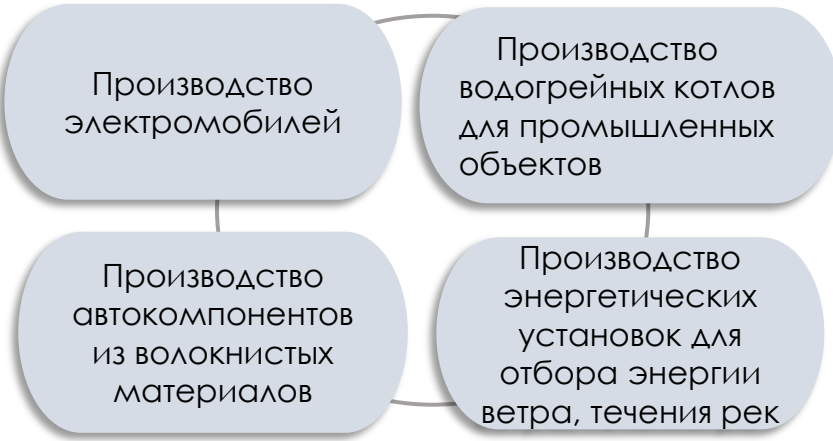 Производство
электромобилей
Производство
водогрейных котлов
для промышленных
объектов
Производство
автокомпонентов
из волокнистых
материалов
Производство
энергетических
установок для
отбора энергии
ветра, течения рек